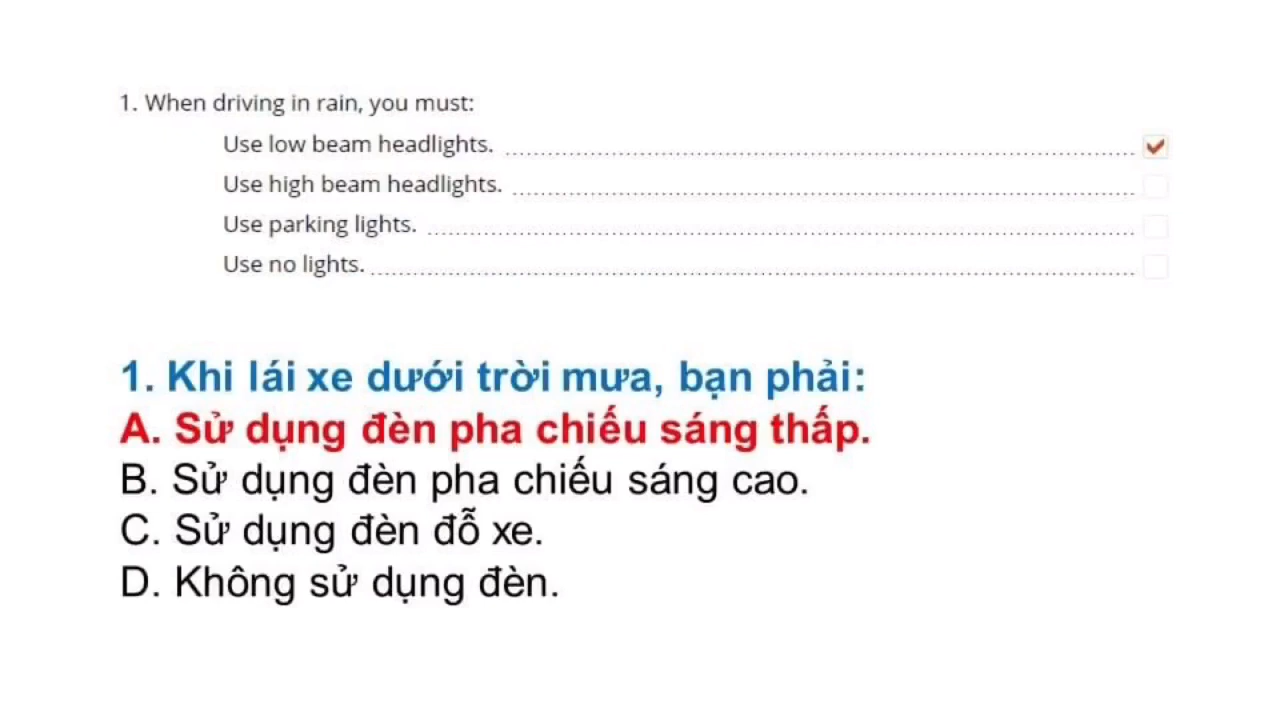 1. When driving in rain, you must:
Use low beam headlights.
Use high beam headlights.
Use parking lights.
Use no lights.
1. Khi lái xe dưới trời mưa, bạn phải:
A. Sử dụng đèn pha chiếu sáng thấp.
B. Sử dụng đèn pha chiếu sáng cao.
C. Sử dụng đèn đỗ xe.
D. Không sử dụng đèn.